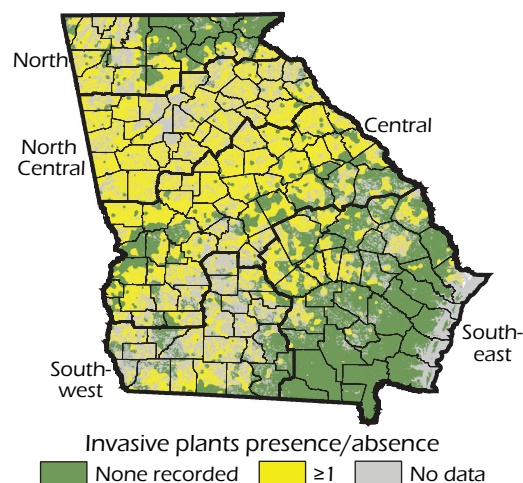 North
North
Central
Central
South-
east
South-
west
Invasive plants presence/absence
None recorded ≥1 No data